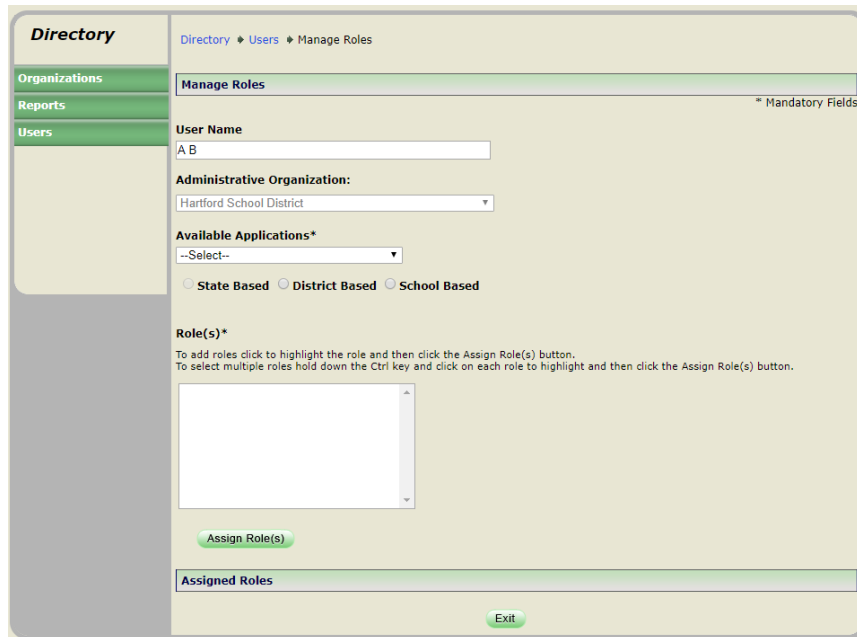 Directory
Organizations
Reports
Users
Directory Users Manage Roles
Manage Roles
* Mandatory Fields
User Name
A B
Administrative Organization:
Hartford School District
Available Applications*
--Select--
State Based District Based School Based
Role(s)*
To add roles click to highlight the role and then click the Assign Role(s) button.
To select multiple roles hold down the Ctrl key and click on each role to highlight and then click the Assign Role(s) button.
Assign Role(s)
Assigned Roles
Exit